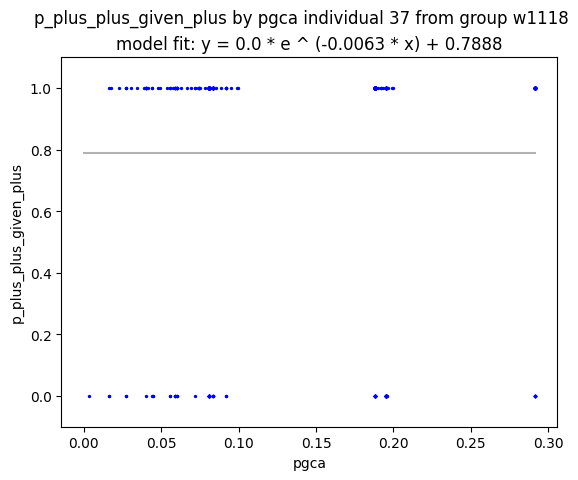 p_plus_plus_given_plus by pgca individual 37 from group w1118
model fit: y = 0.0 * e ^ (-0.0063 * x) + 0.7888
1.0
0.8
0.6
0.4
0.2
0.0
p_plus_plus_given_plus
0.00 0.05 0.10 0.15 0.20 0.25 0.30
pgca